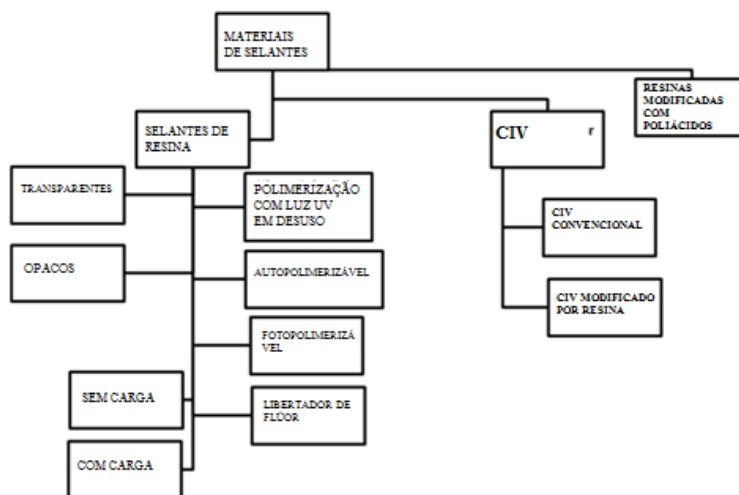 MATERIAIS
DE SELANTES
RESINAS
MODIFICADAS
COM
POLIÁCIDOS
SELANTES DE
RESINA
CIV r
TRANSPARENTES
POLIMERIZAÇÃO
COM LUZ UV
EM DESUSO
CIV
CONVENCIONAL
OPACOS
AUTOPOLIMERIZÁVEL
CIV MODIFICADO
POR RESINA
FOTOPOLIMERIZÁ
VEL
SEM CARGA
LIBERTADOR DE
FLÚOR
COM CARGA